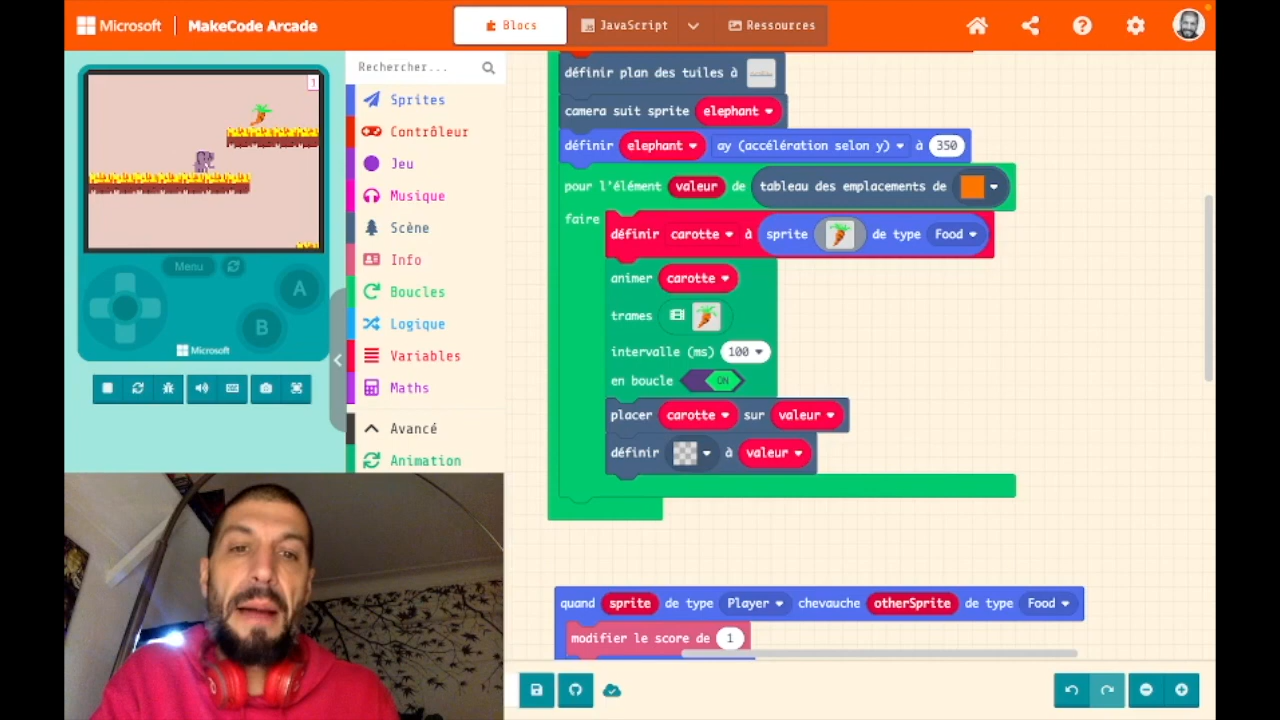 Microsoft
MakeCode Arcade
Blocs
JavaScript
Ressources
1
Menu
A
B
Microsoft
Rechercher...
Sprites
Contrôleur
Jeu
Musique
Scène
Info
Boucles
Logique
Variables
Maths
Avancé
Animation
définir plan des tuiles à
camera suit sprite elephant
définir elephant ay (accélération selon y) à 350
pour l'élément valeur de tableau des emplacements de
faire
définir carotte à sprite de type Food
animer carotte
trames
intervalle (ms) 100
en boucle ON
placer carotte sur valeur
définir à valeur
quand sprite de type Player chevauche otherSprite de type Food
modifier le score de 1